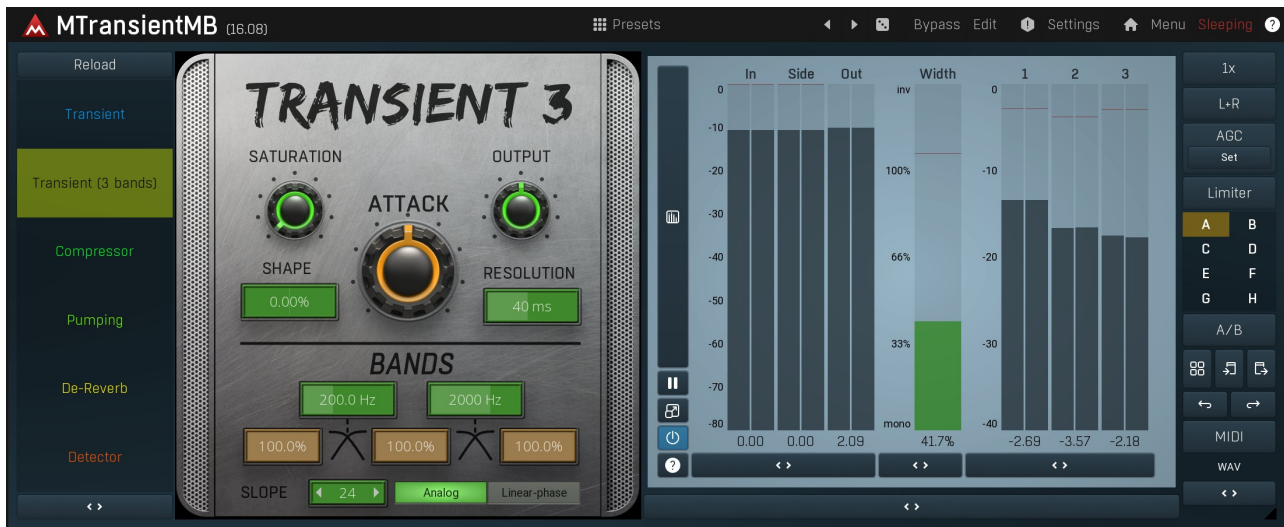 MTransientMB (16.08)
Presets
Bypass Edit Settings Menu Sleeping ?
Reload
Transient
Transient (3 bands)
Compressor
Pumping
De-Reverb
Detector
TRANSIENT 3
SATURATION OUTPUT
ATTACK
SHAPE RESOLUTION
0.00% 40 ms
BANDS
200.0 Hz 2000 Hz
100.0% 100.0% 100.0%
SLOPE 24 Analog Linear-phase
In Side Out Width 1 2 3
0 inv 0
-10
-20 100% -10
-30
-40 66% -20
-50
-60 33% -30
-70
-80 mono -40
0.00 0.00 2.09 41.7% -2.69 -3.57 -2.18
?
1x
L+R
AGC
Set
Limiter
A B
C D
E F
G H
A/B
MIDI
WAV